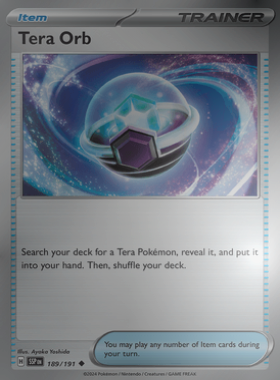 Item
TRAINER
Tera Orb
Search your deck for a Tera Pokémon, reveal it, and put it
into your hand. Then, shuffle your deck.
Illus. Ayaka Yoshida
You may play any number of Item cards during
your turn.
H SSP EN 189/191
©2024 Pokémon / Nintendo / Creatures / GAME FREAK